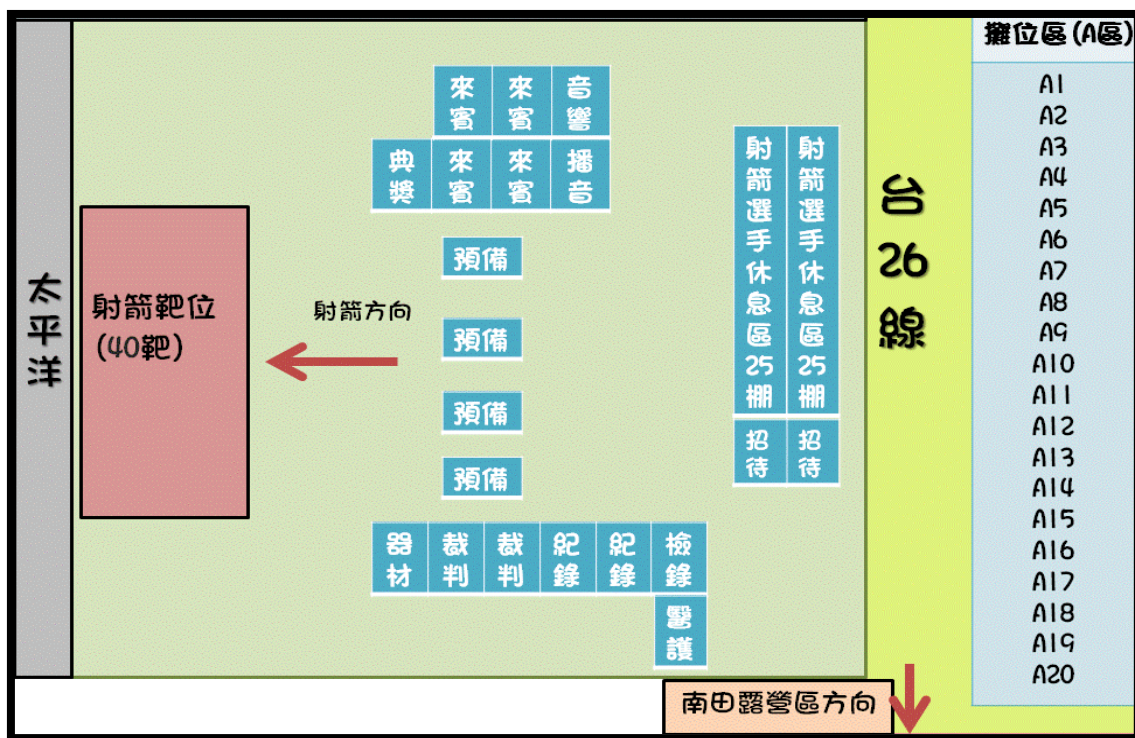 攤位區(A區)
A1
A2
A3
A4
A5
A6
A7
A8
A9
A10
A11
A12
A13
A14
A15
A16
A17
A18
A19
A20
台26線
太平洋
射箭靶位
(40靶)
射箭方向
來賓
來賓
音響
典獎
來賓
來賓
播音
預備
預備
預備
預備
射箭選手休息區25棚
射箭選手休息區25棚
招待
招待
器材
裁判
裁判
紀錄
紀錄
檢錄
醫護
南田露營區方向